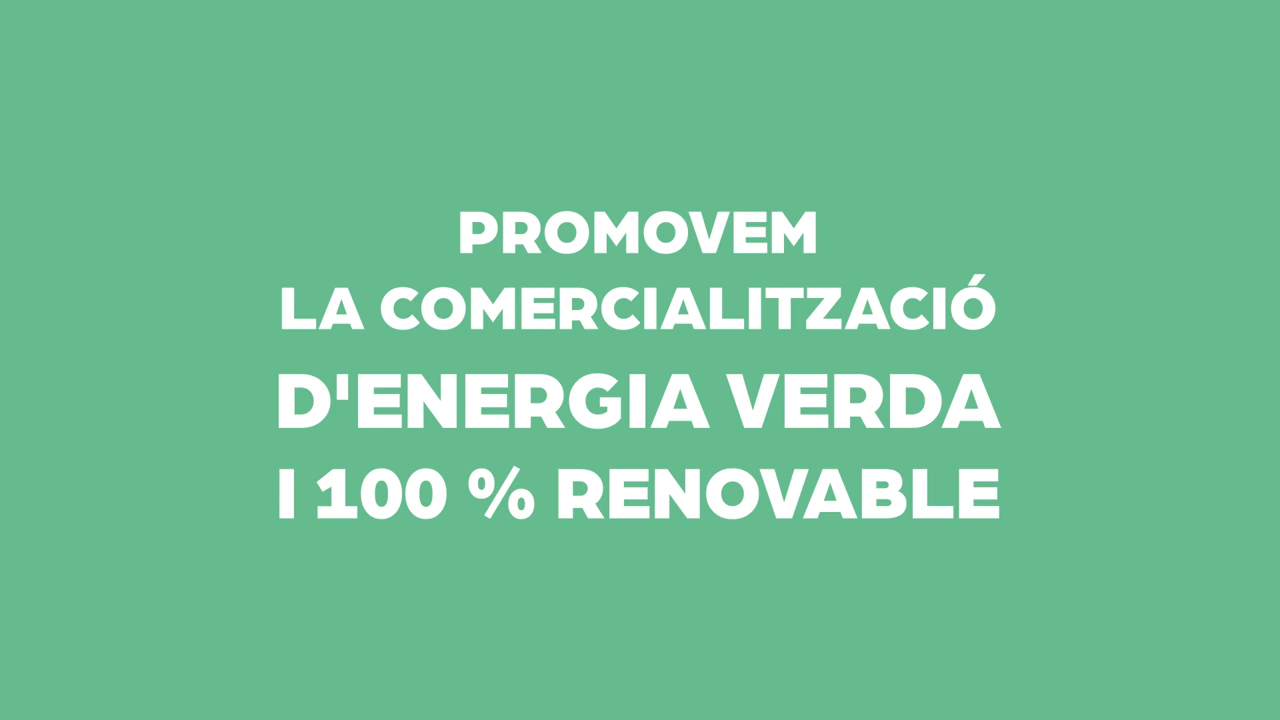 PROMOVEM
LA COMERCIALITZACIÓ
D'ENERGIA VERDA
I 100 % RENOVABLE